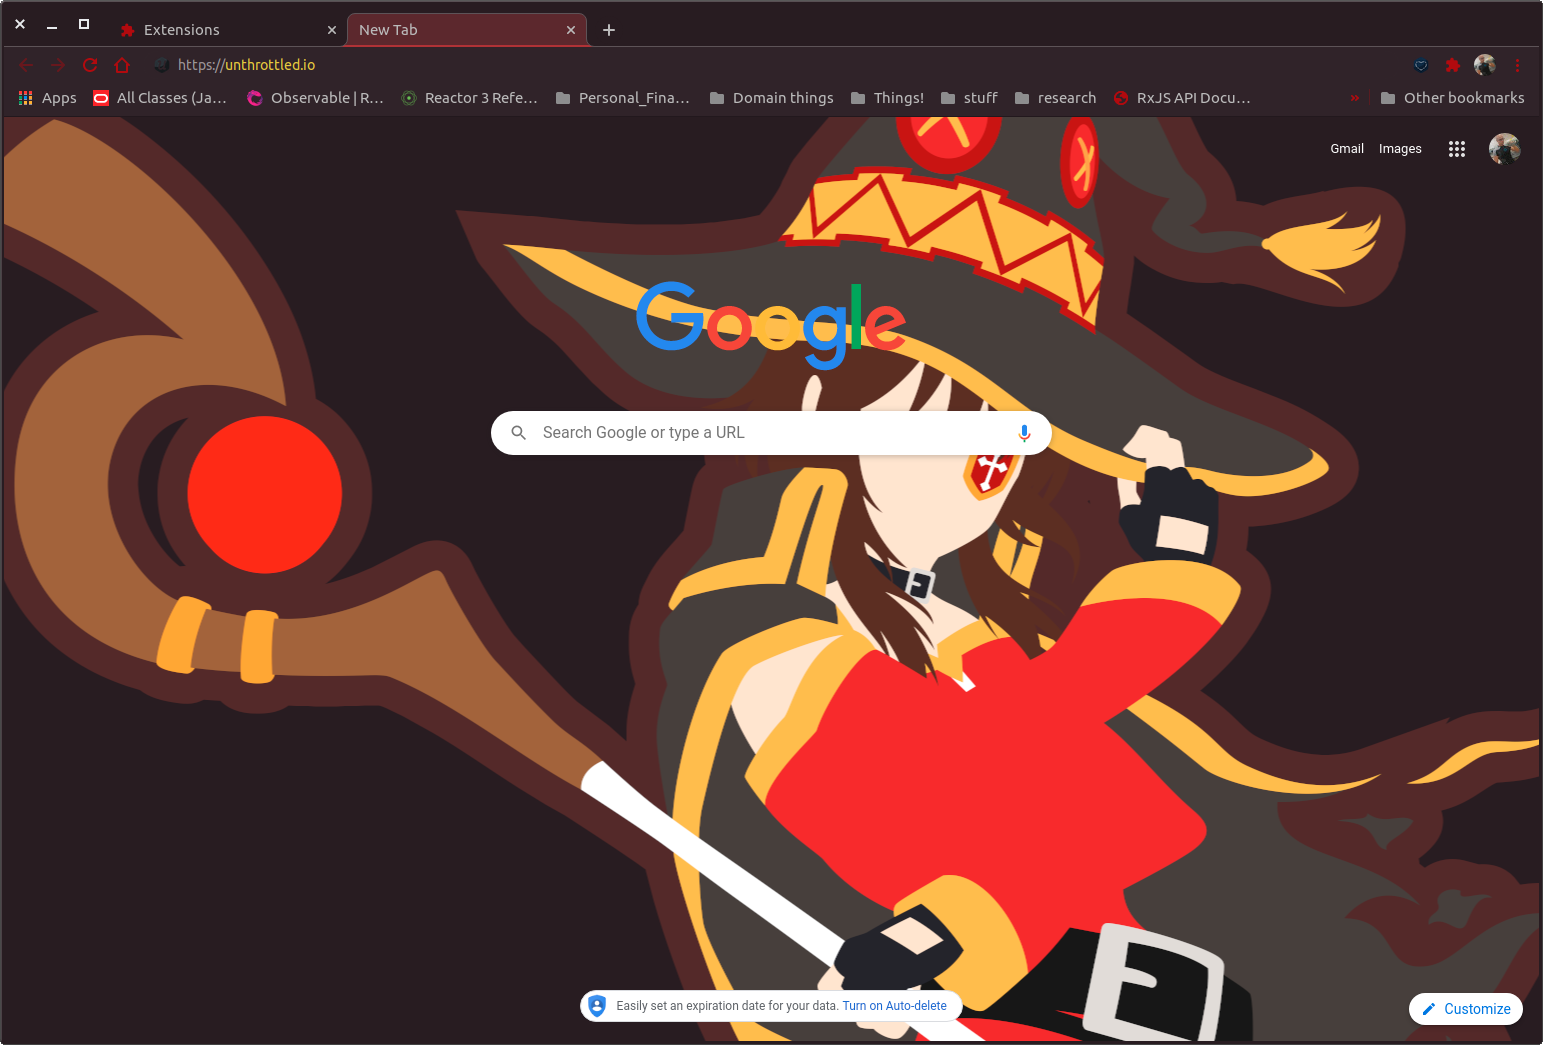 Extensions
New Tab
https://unthrottled.io
Apps
All Classes (Ja...
Observable | R...
Reactor 3 Refe...
Personal_Fina...
Domain things
Things!
stuff
research
RxJS API Docu...
»
Other bookmarks
Gmail
Images
Google
Search Google or type a URL
Easily set an expiration date for your data. Turn on Auto-delete
Customize